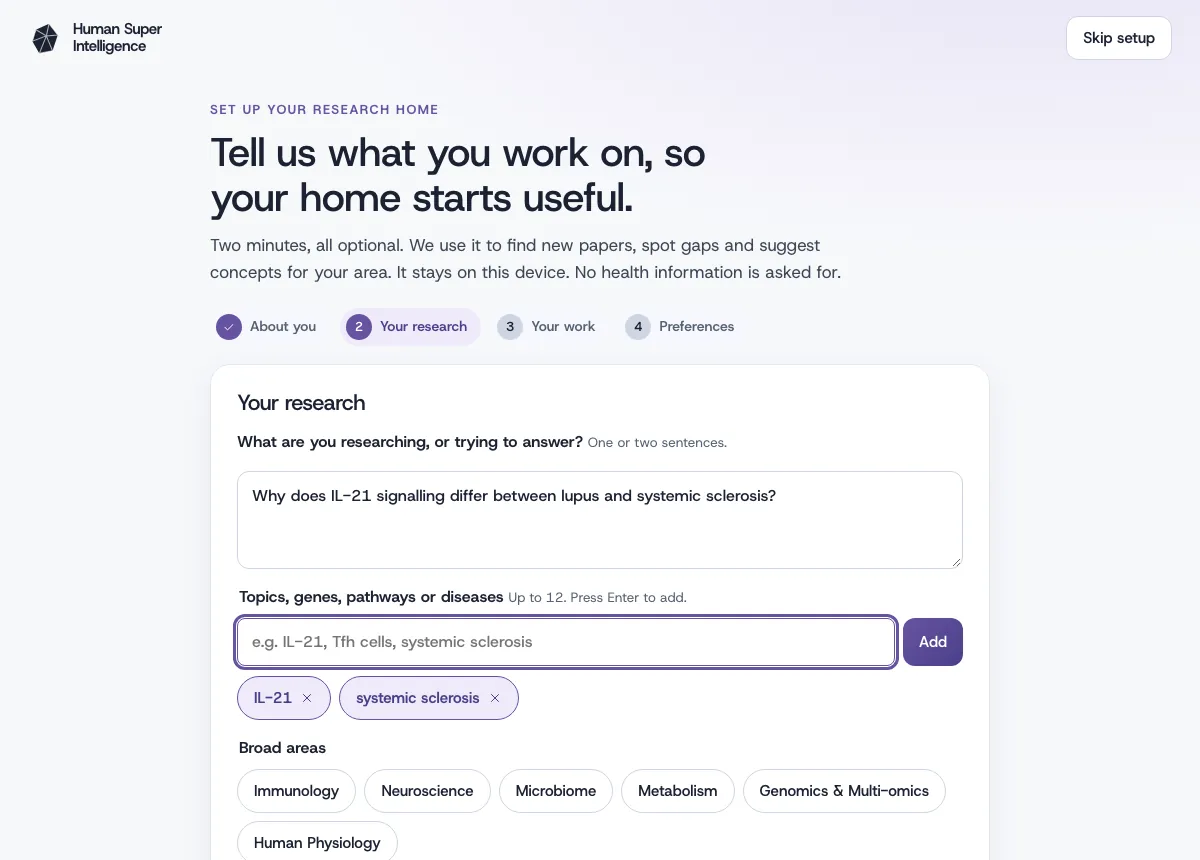 Human Super
Intelligence
Skip setup
SET UP YOUR RESEARCH HOME
Tell us what you work on, so
your home starts useful.
Two minutes, all optional. We use it to find new papers, spot gaps and suggest
concepts for your area. It stays on this device. No health information is asked for.
About you
2 Your research
3 Your work
4 Preferences
Your research
What are you researching, or trying to answer? One or two sentences.
Why does IL-21 signalling differ between lupus and systemic sclerosis?
Topics, genes, pathways or diseases Up to 12. Press Enter to add.
e.g. IL-21, Tfh cells, systemic sclerosis
Add
IL-21 ×
systemic sclerosis ×
Broad areas
Immunology
Neuroscience
Microbiome
Metabolism
Genomics & Multi-omics
Human Physiology